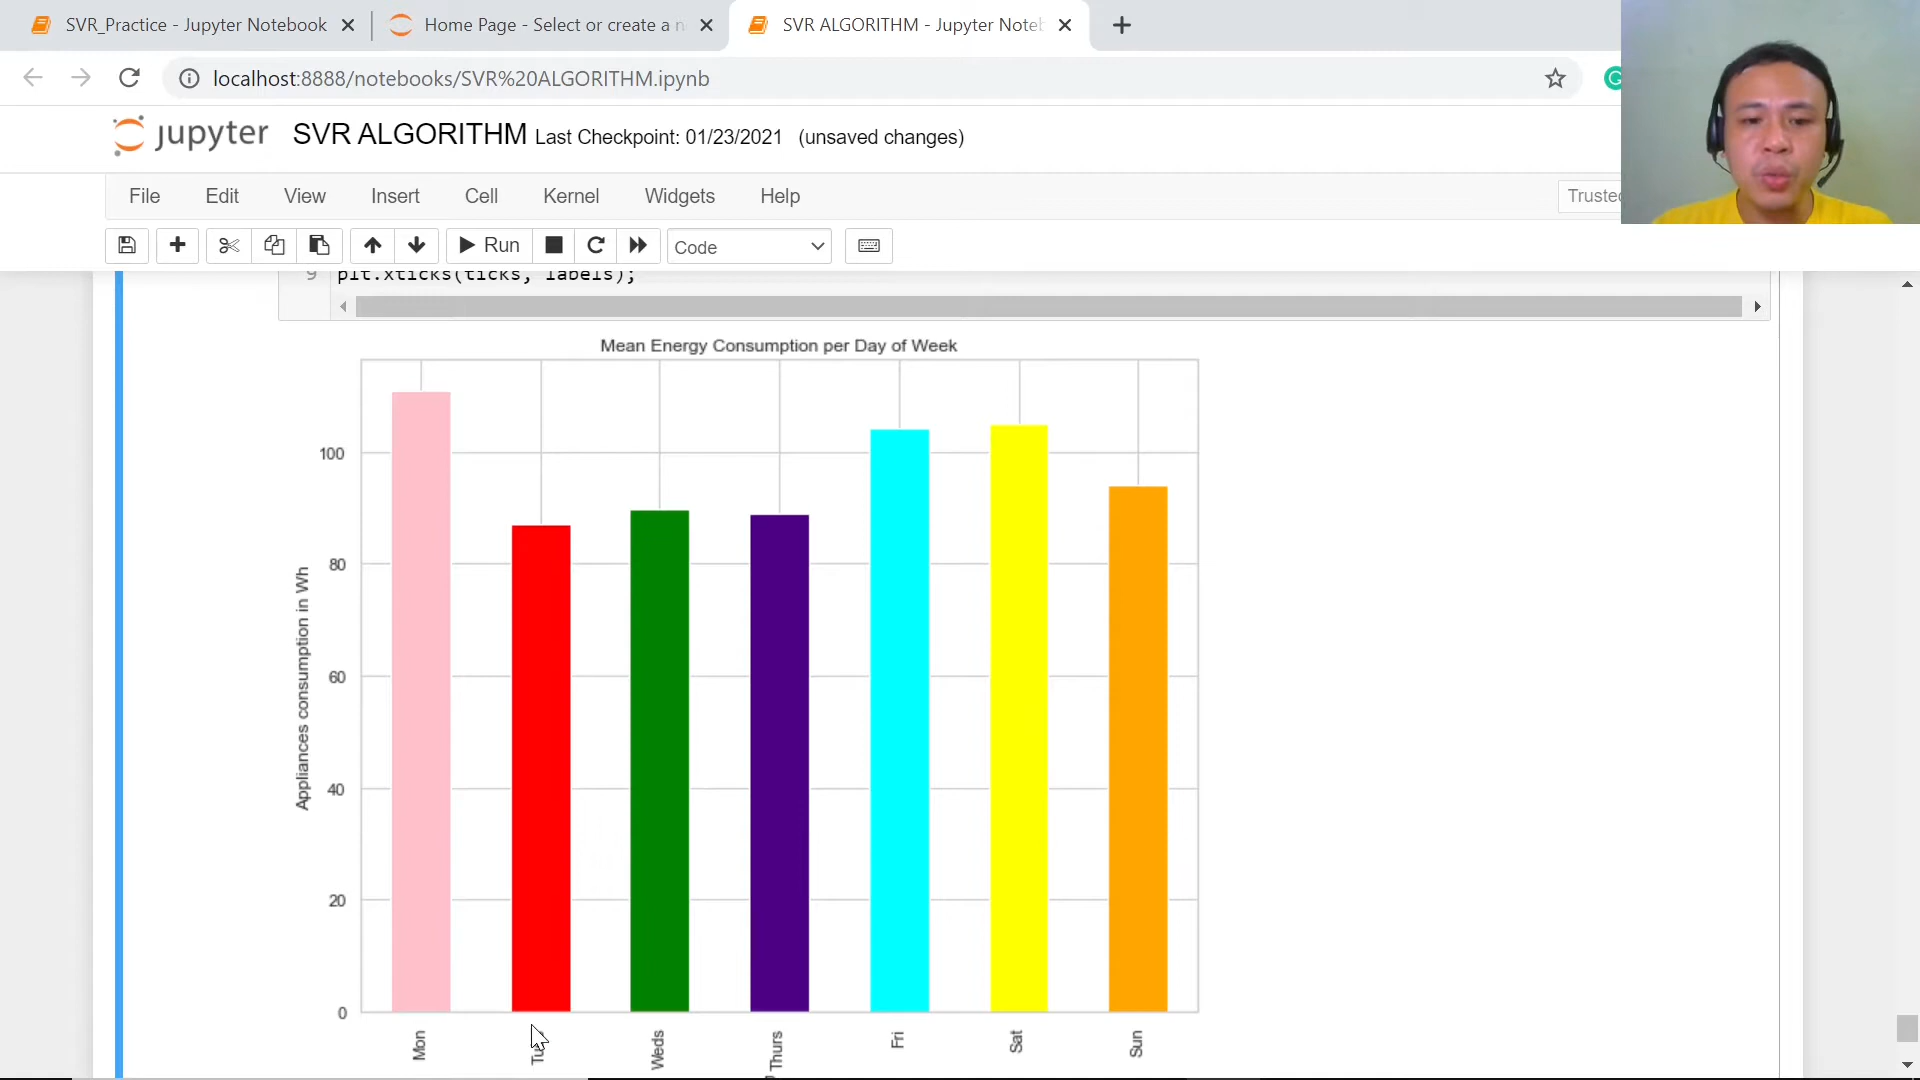 SVR_Practice - Jupyter Notebook
Home Page - Select or create a n
SVR ALGORITHM - Jupyter Noteb
localhost:8888/notebooks/SVR%20ALGORITHM.ipynb
jupyter SVR ALGORITHM Last Checkpoint: 01/23/2021 (unsaved changes)
File Edit View Insert Cell Kernel Widgets Help Trusted
Run Code
9 plt.xticks(ticks, labels);
Mean Energy Consumption per Day of Week
Appliances consumption in Wh
100
80
60
40
20
0
Mon
Weds
Thurs
Fri
Sat
Sun